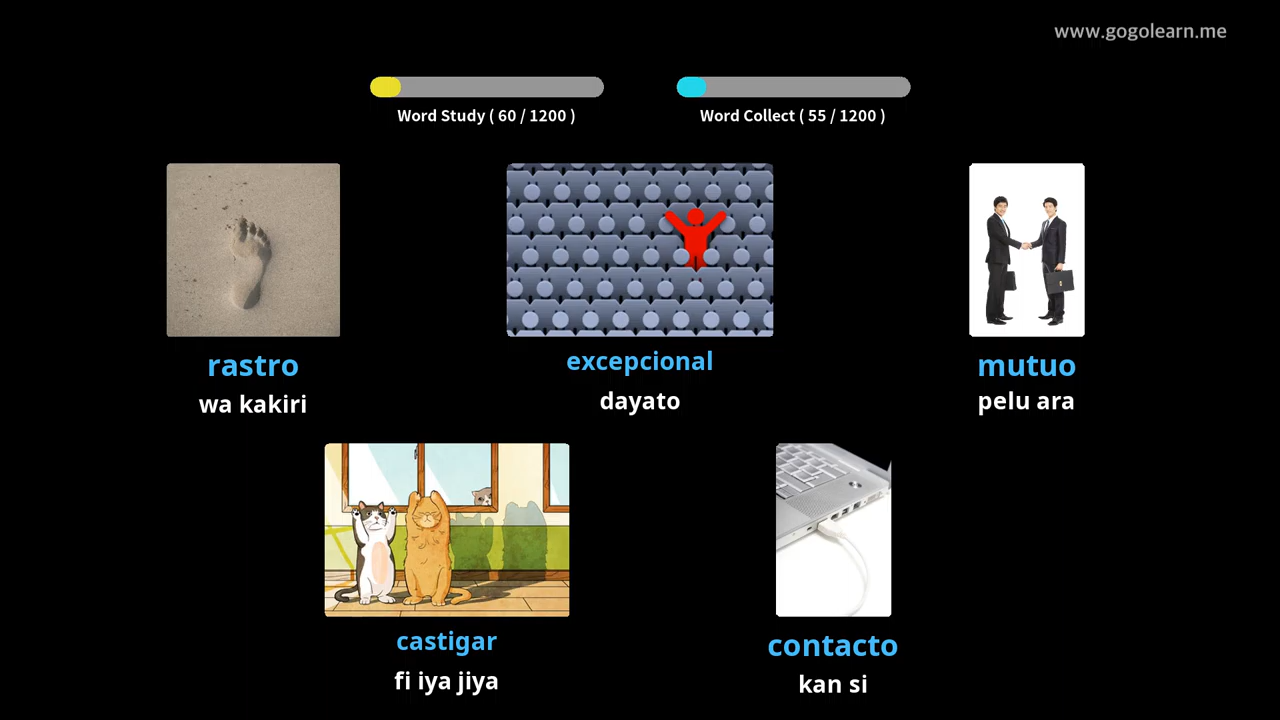 www.gogolearn.me
Word Study ( 60 / 1200 )
Word Collect ( 55 / 1200 )
rastro
wa kakiri
excepcional
dayato
mutuo
pelu ara
castigar
fi iya jiya
contacto
kan si